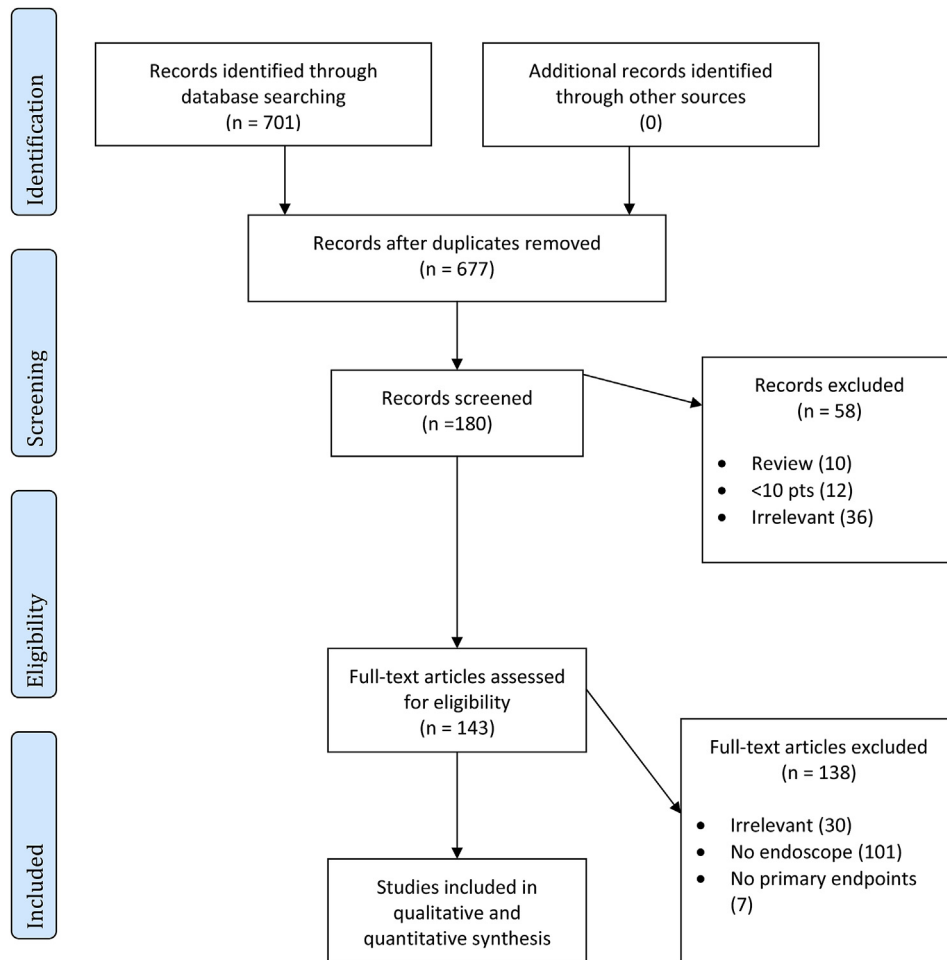 Identification
Records identified through
database searching
(n = 701)
Additional records identified
through other sources
(0)
Records after duplicates removed
(n = 677)
Screening
Records screened
(n =180)
Records excluded
(n = 58)
• Review (10)
• <10 pts (12)
• Irrelevant (36)
Eligibility
Full-text articles assessed
for eligibility
(n = 143)
Full-text articles excluded
(n = 138)
• Irrelevant (30)
• No endoscope (101)
• No primary endpoints
(7)
Included
Studies included in
qualitative and
quantitative synthesis